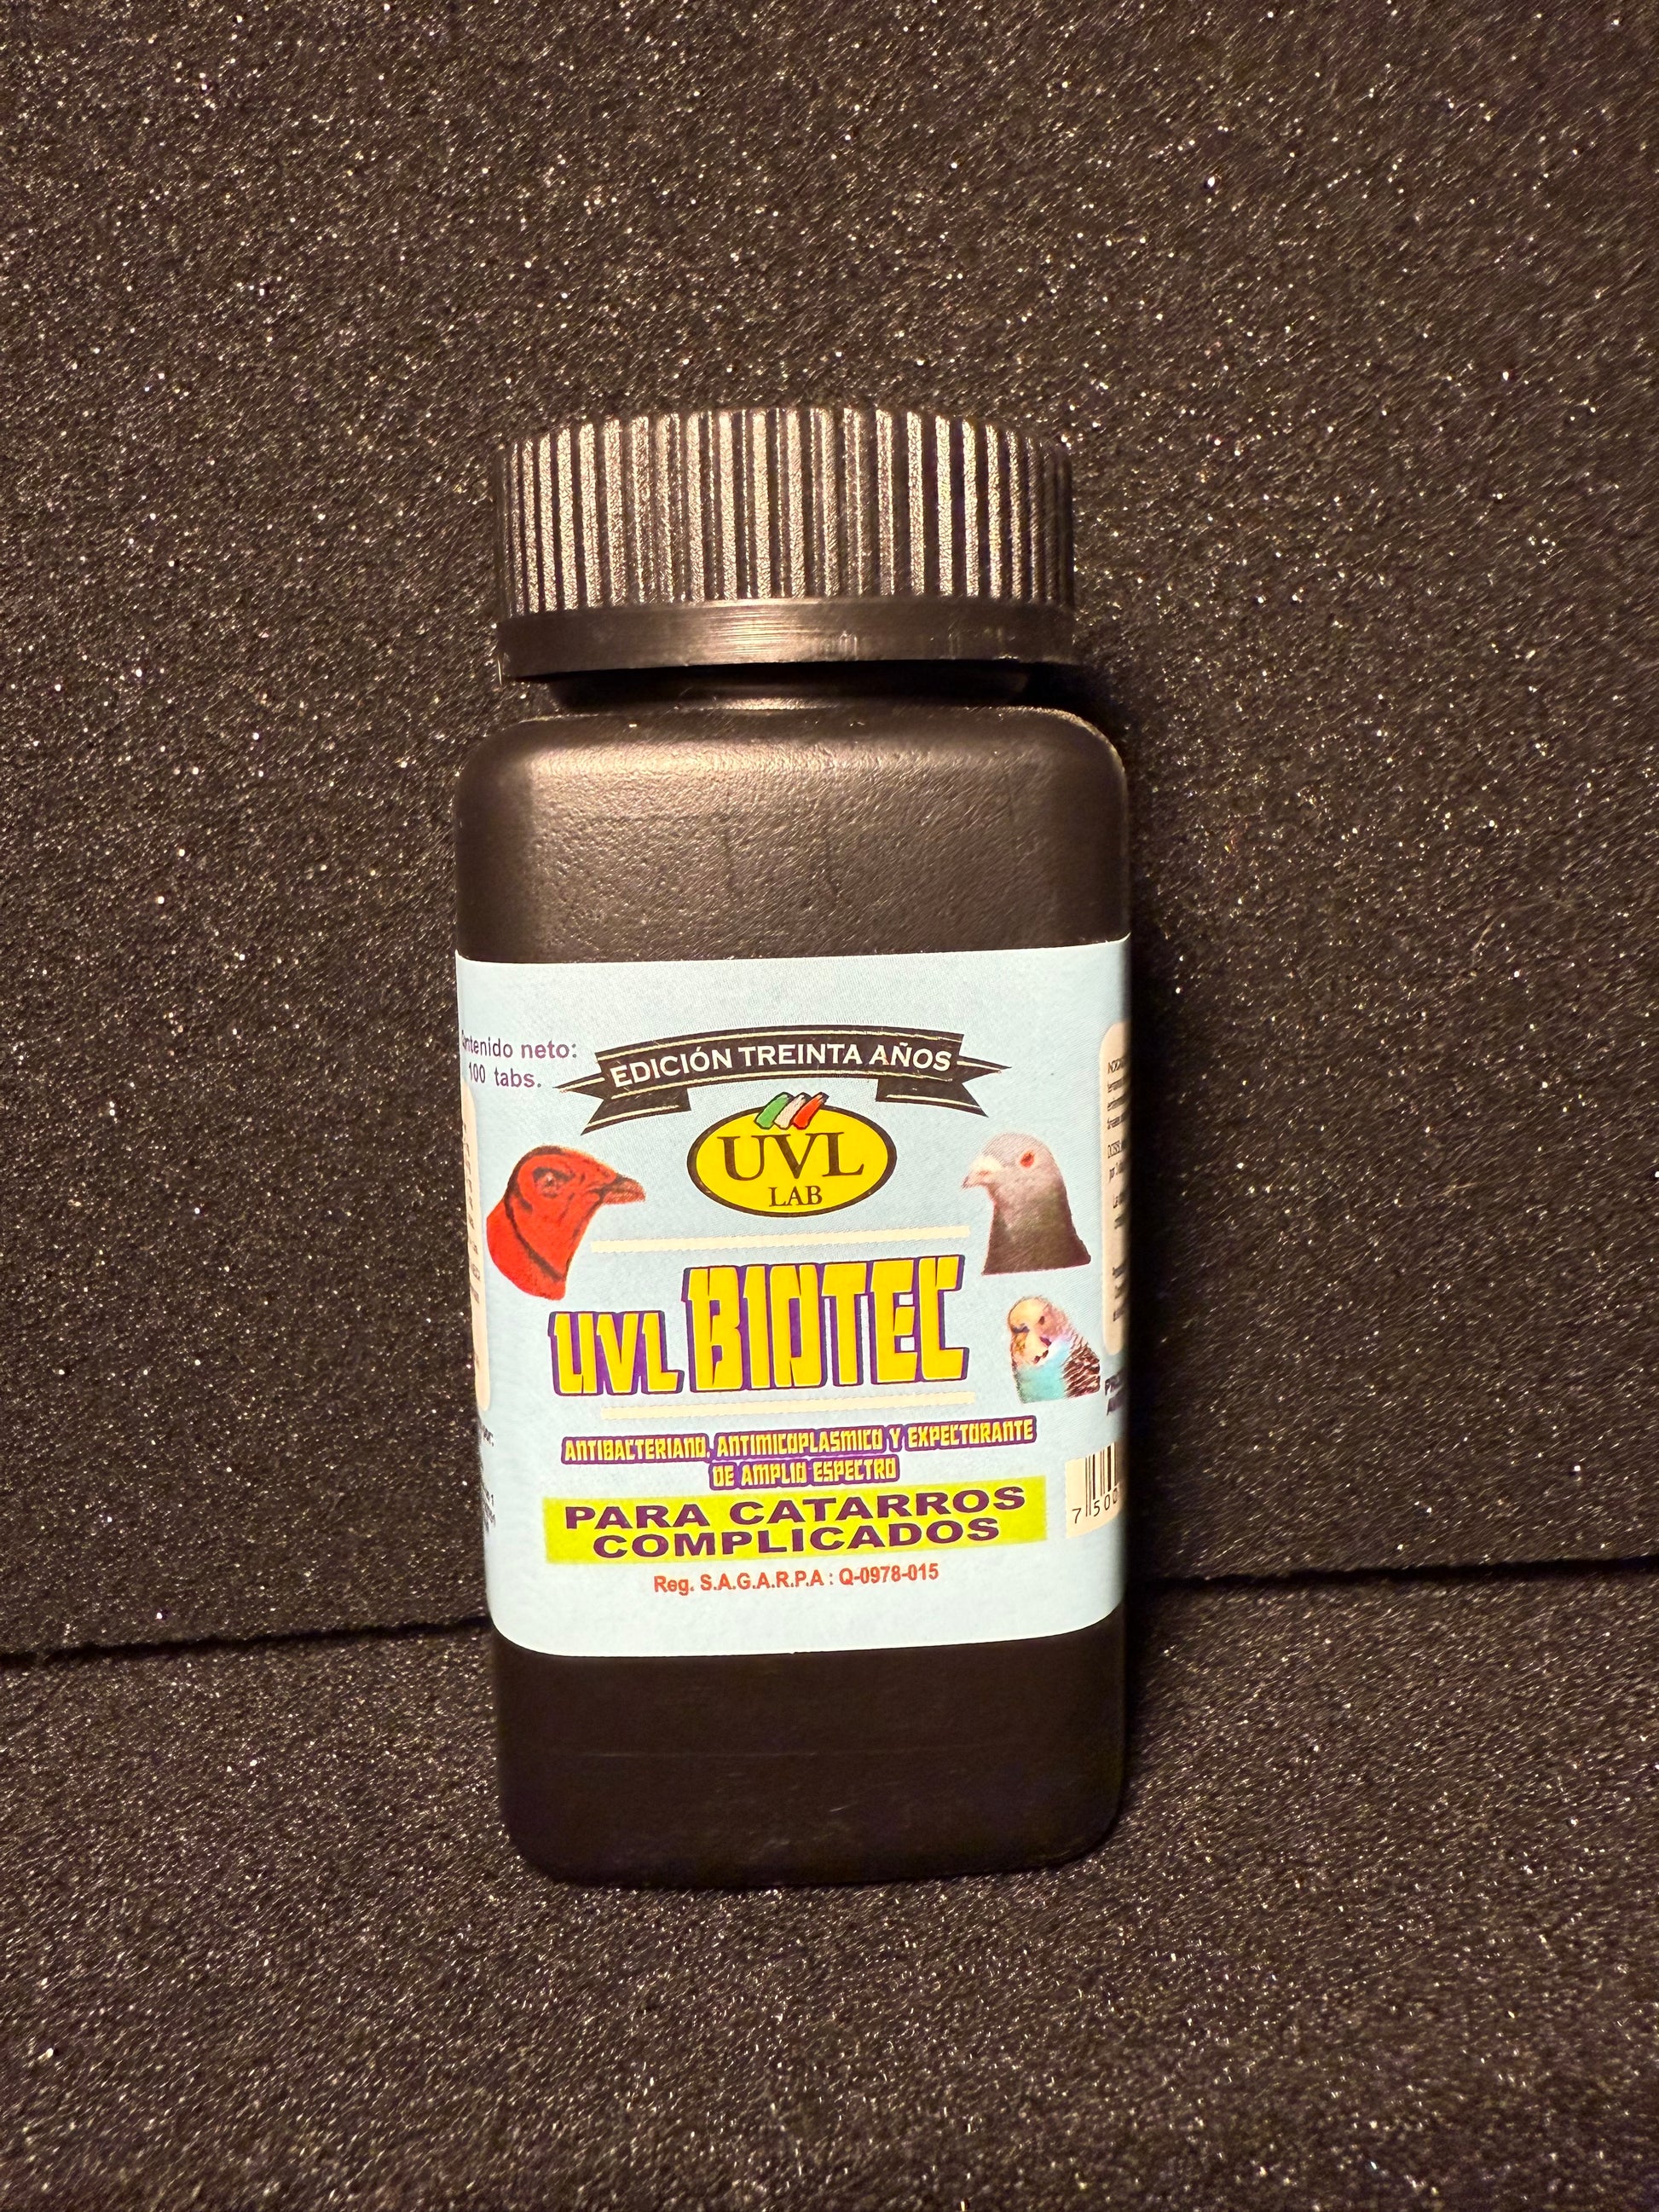 neto:
100 tabs.
EDICIÓN TREINTA AÑOS
UVL
LAB
UVL BIOTEC
ANTIBACTERIANO, ANTIMICOPLASMICO Y EXPECTORANTE
DE AMPLIO ESPECTRO
PARA CATARROS
COMPLICADOS
Reg. S.A.G.A.R.P.A : Q-0978-015